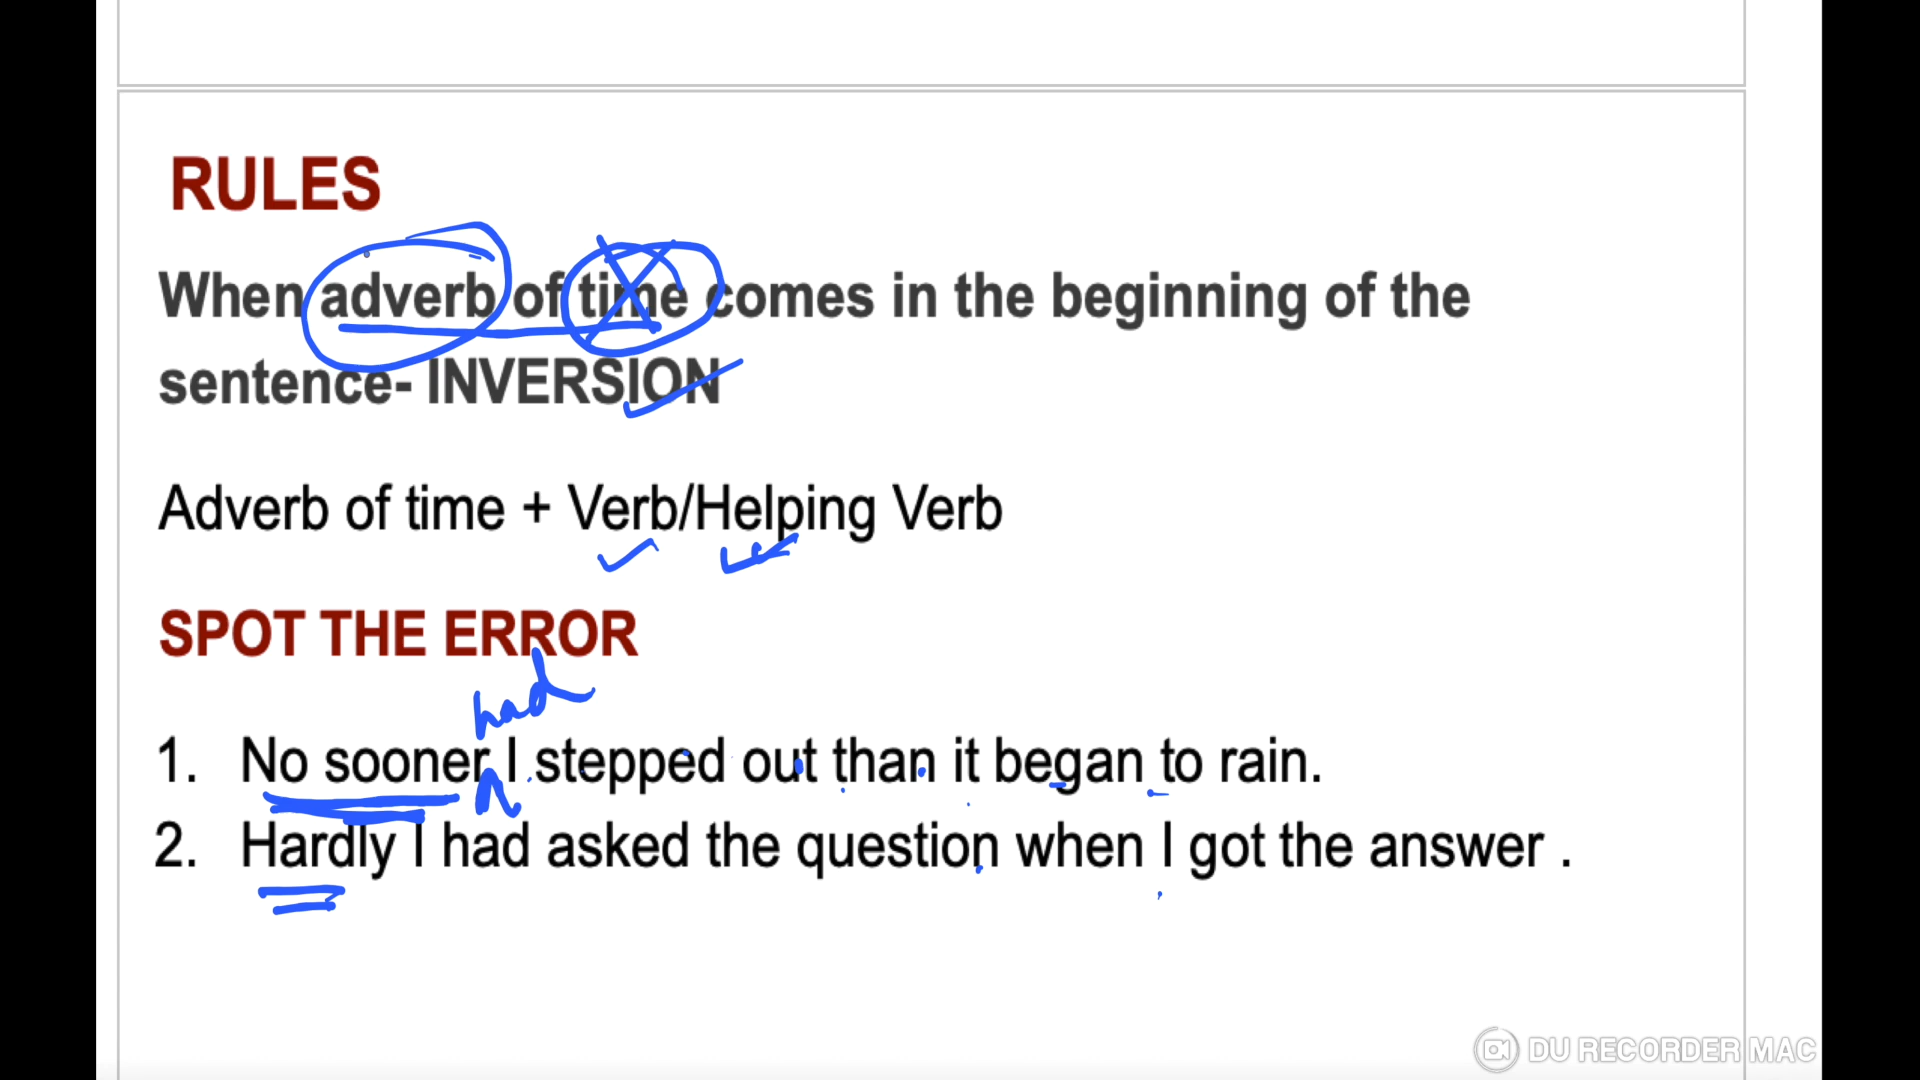 RULES
When adverb of time comes in the beginning of the
sentence- INVERSION
Adverb of time + Verb/Helping Verb
SPOT THE ERROR
had
1. No sooner I stepped out than it began to rain.
2. Hardly I had asked the question when I got the answer .
DU RECORDER MAC